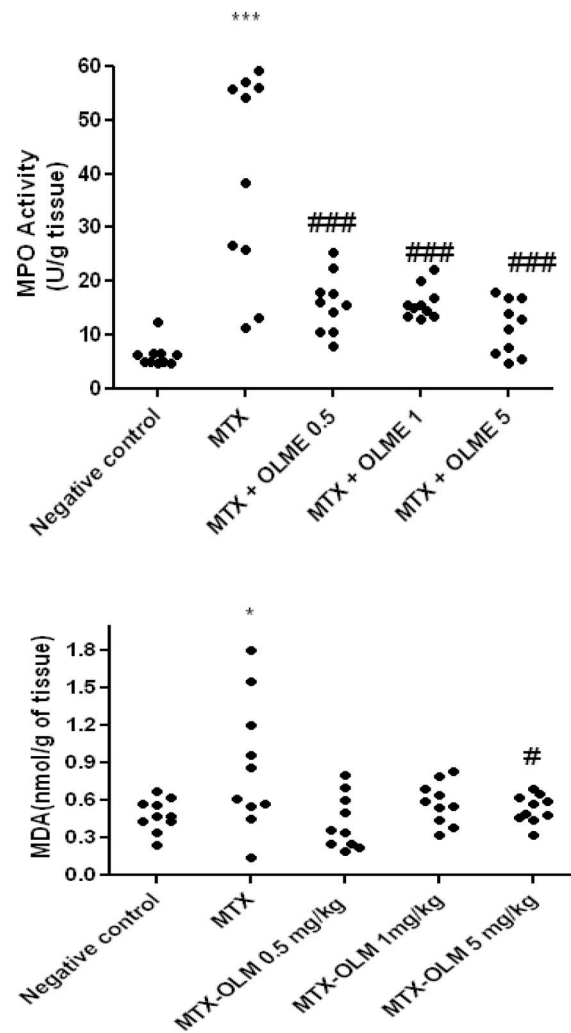 ***
60
50
40
30
20
10
0
MPO Activity
(U/g tissue)
###
###
###
Negative control
MTX
MTX + OLME 0.5
MTX + OLME 1
MTX + OLME 5
*
1.8
1.5
1.2
0.9
0.6
0.3
0.0
MDA(nmol/g of tissue)
#
Negative control
MTX
MTX-OLM 0.5 mg/kg
MTX-OLM 1mg/kg
MTX-OLM 5 mg/kg